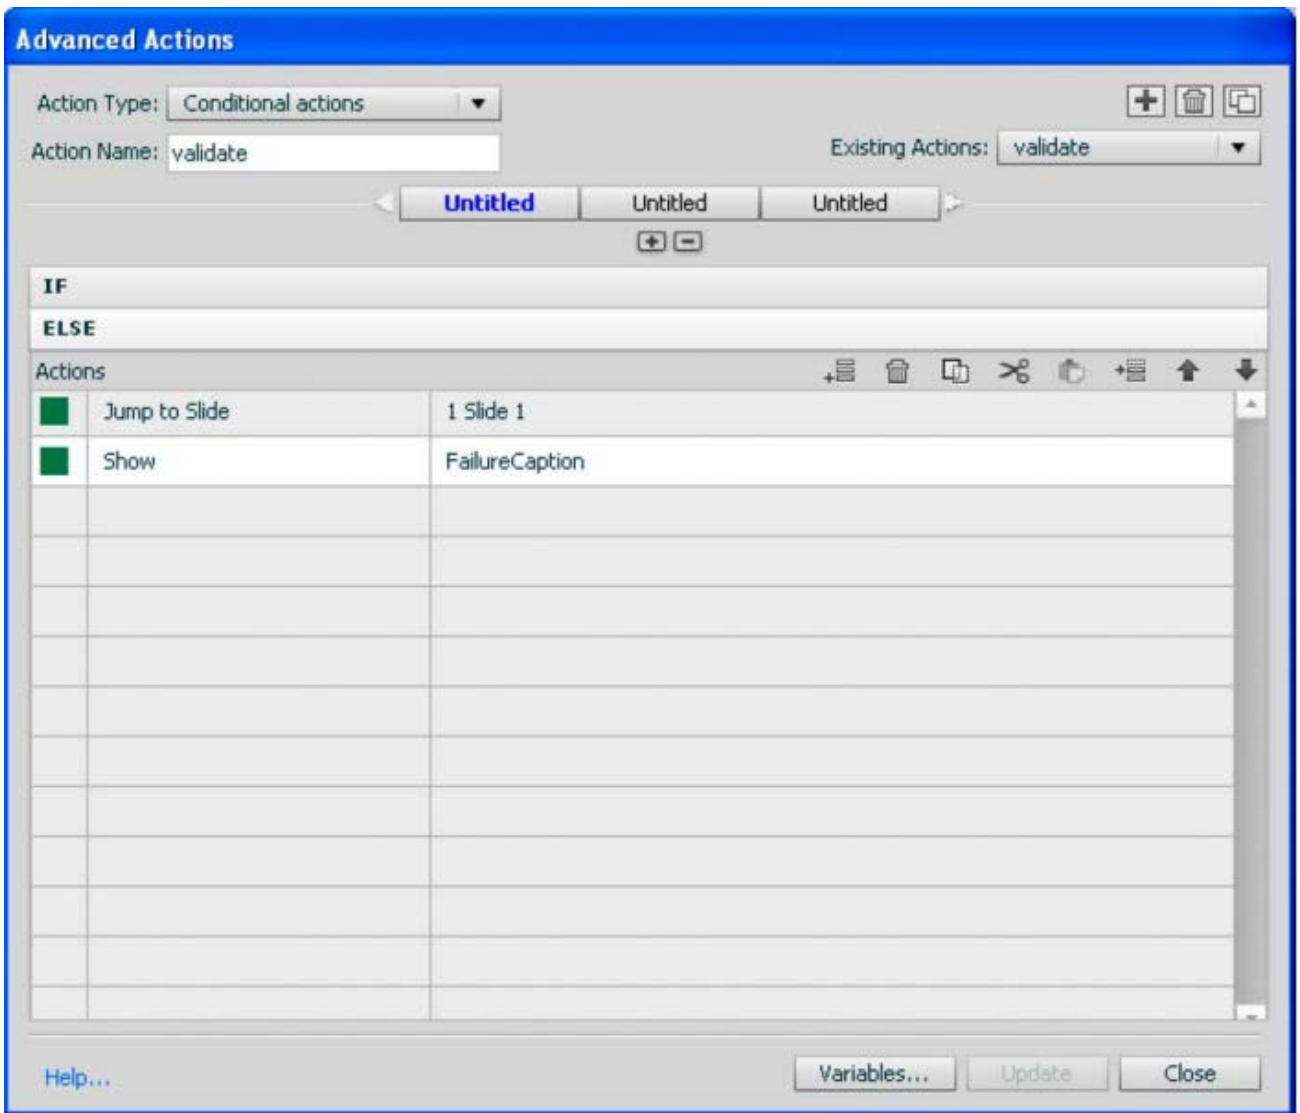 Advanced Actions
Action Type: Conditional actions
Action Name: validate
Existing Actions: validate
Untitled Untitled Untitled
IF
ELSE
Actions
Jump to Slide 1 Slide 1
Show FailureCaption
Help... Variables... Update Close